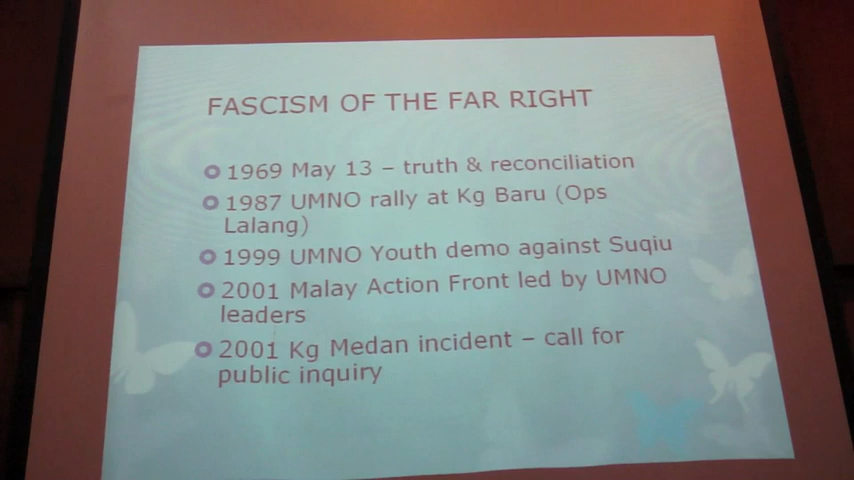 FASCISM OF THE FAR RIGHT
1969 May 13 – truth & reconciliation
1987 UMNO rally at Kg Baru (Ops
Lalang)
1999 UMNO Youth demo against Suqiu
2001 Malay Action Front led by UMNO
leaders
2001 Kg Medan incident – call for
public inquiry